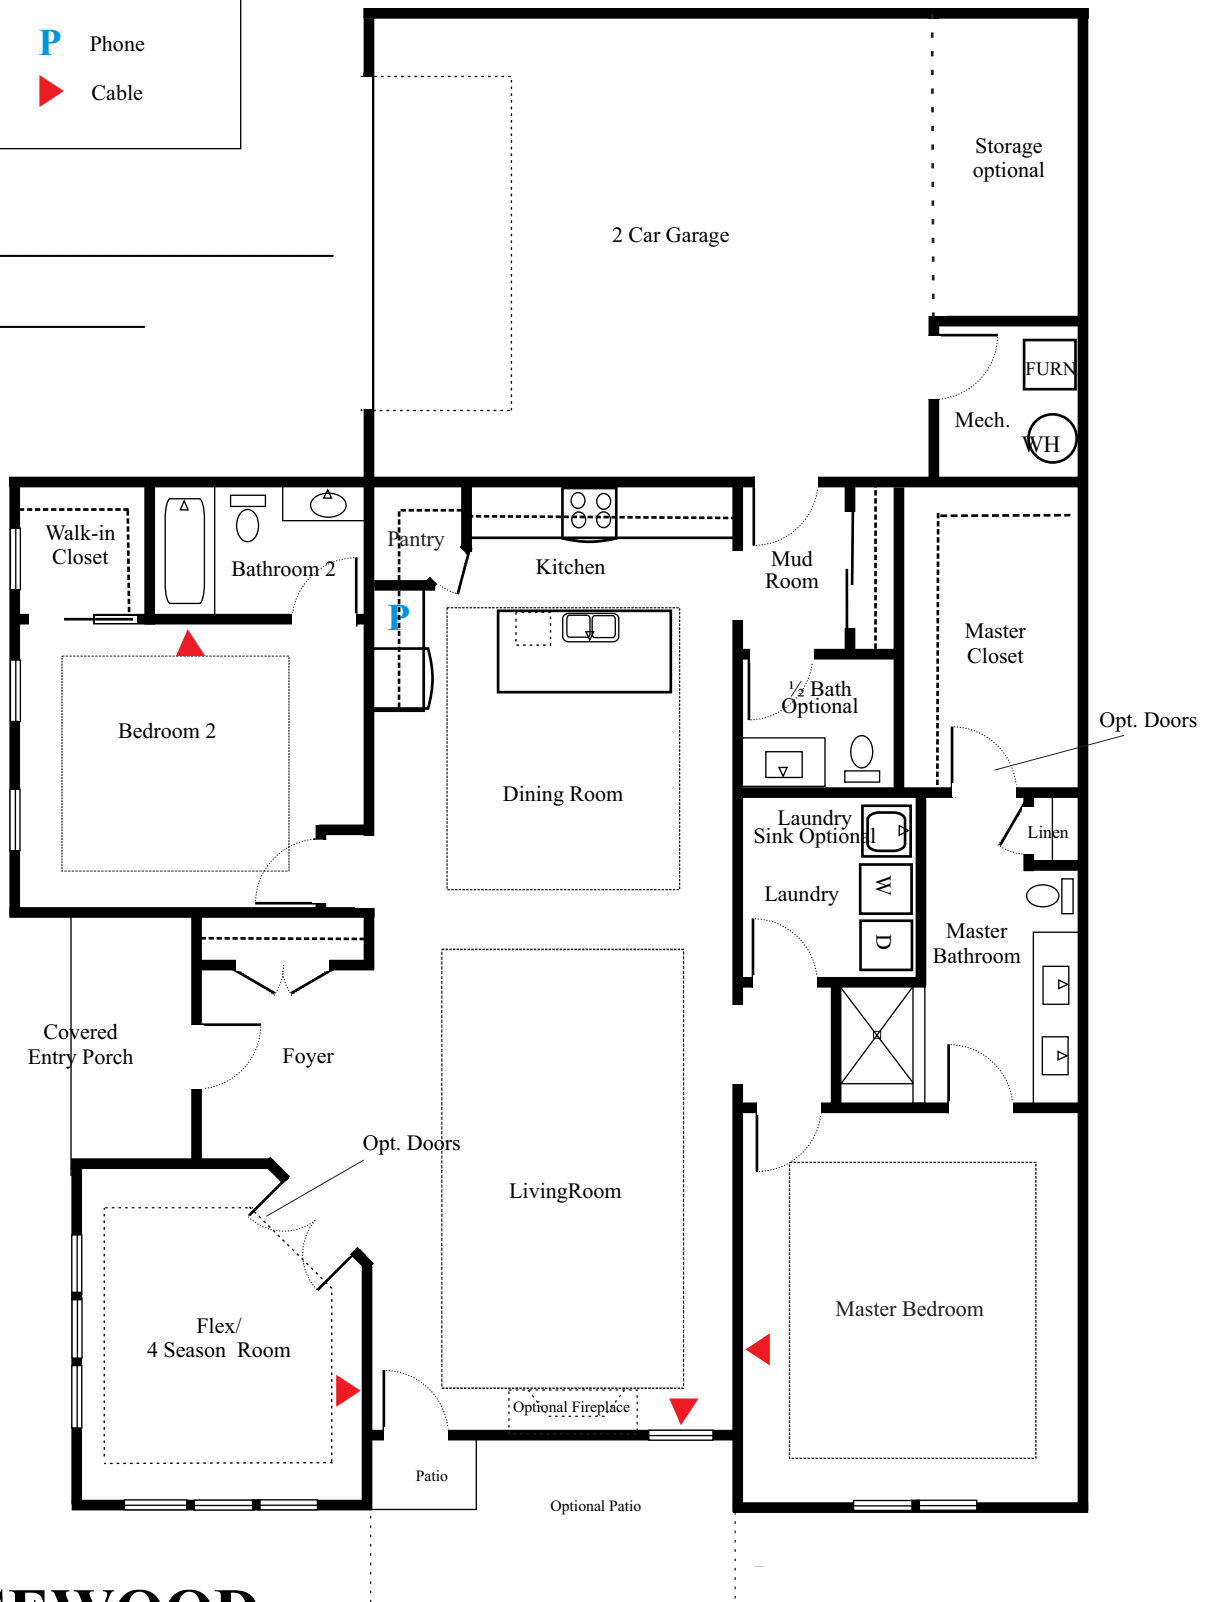 P Phone
Cable
Storage
optional
2 Car Garage
FURN
Mech.
WH
Walk-in
Closet
Bathroom 2
Pantry
Kitchen
Mud
Room
P
Master
Closet
½ Bath
Optional
Opt. Doors
Bedroom 2
Dining Room
Laundry
Sink Optional
Linen
W
Laundry
D
Master
Bathroom
Covered
Entry Porch
Foyer
Opt. Doors
LivingRoom
Master Bedroom
Flex/
4 Season Room
Optional Fireplace
Patio
Optional Patio